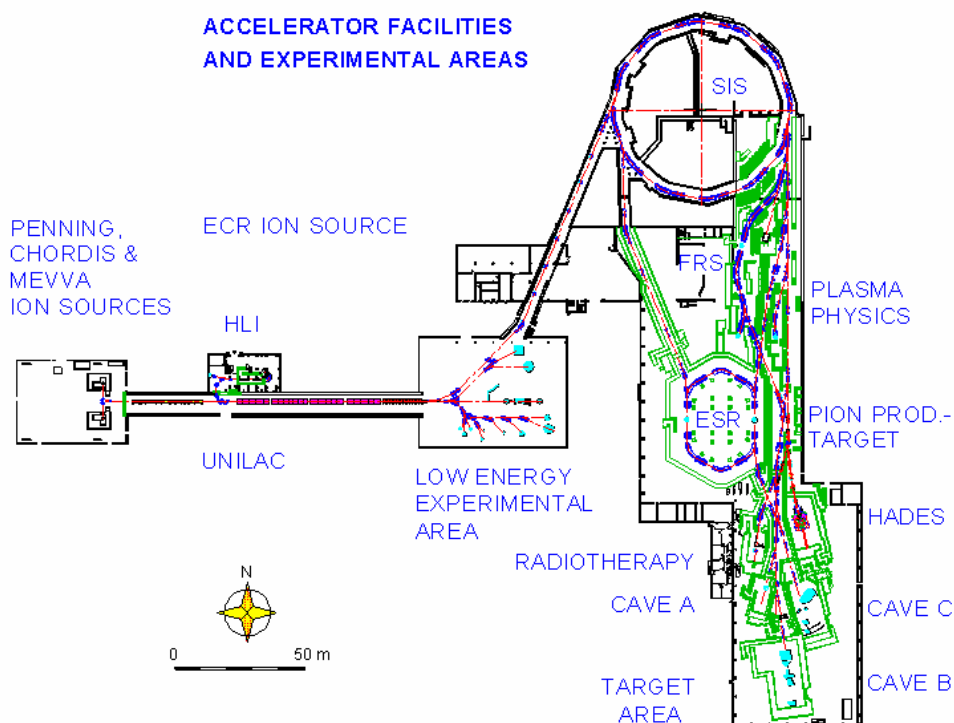 ACCELERATOR FACILITIES
AND EXPERIMENTAL AREAS
SIS
PENNING,
CHORDIS &
MEVVA
ION SOURCES
ECR ION SOURCE
FRS
PLASMA
PHYSICS
HLI
ESR
PION PROD.-
TARGET
UNILAC
LOW ENERGY
EXPERIMENTAL
AREA
HADES
RADIOTHERAPY
CAVE A
CAVE C
N
0 50 m
TARGET
AREA
CAVE B